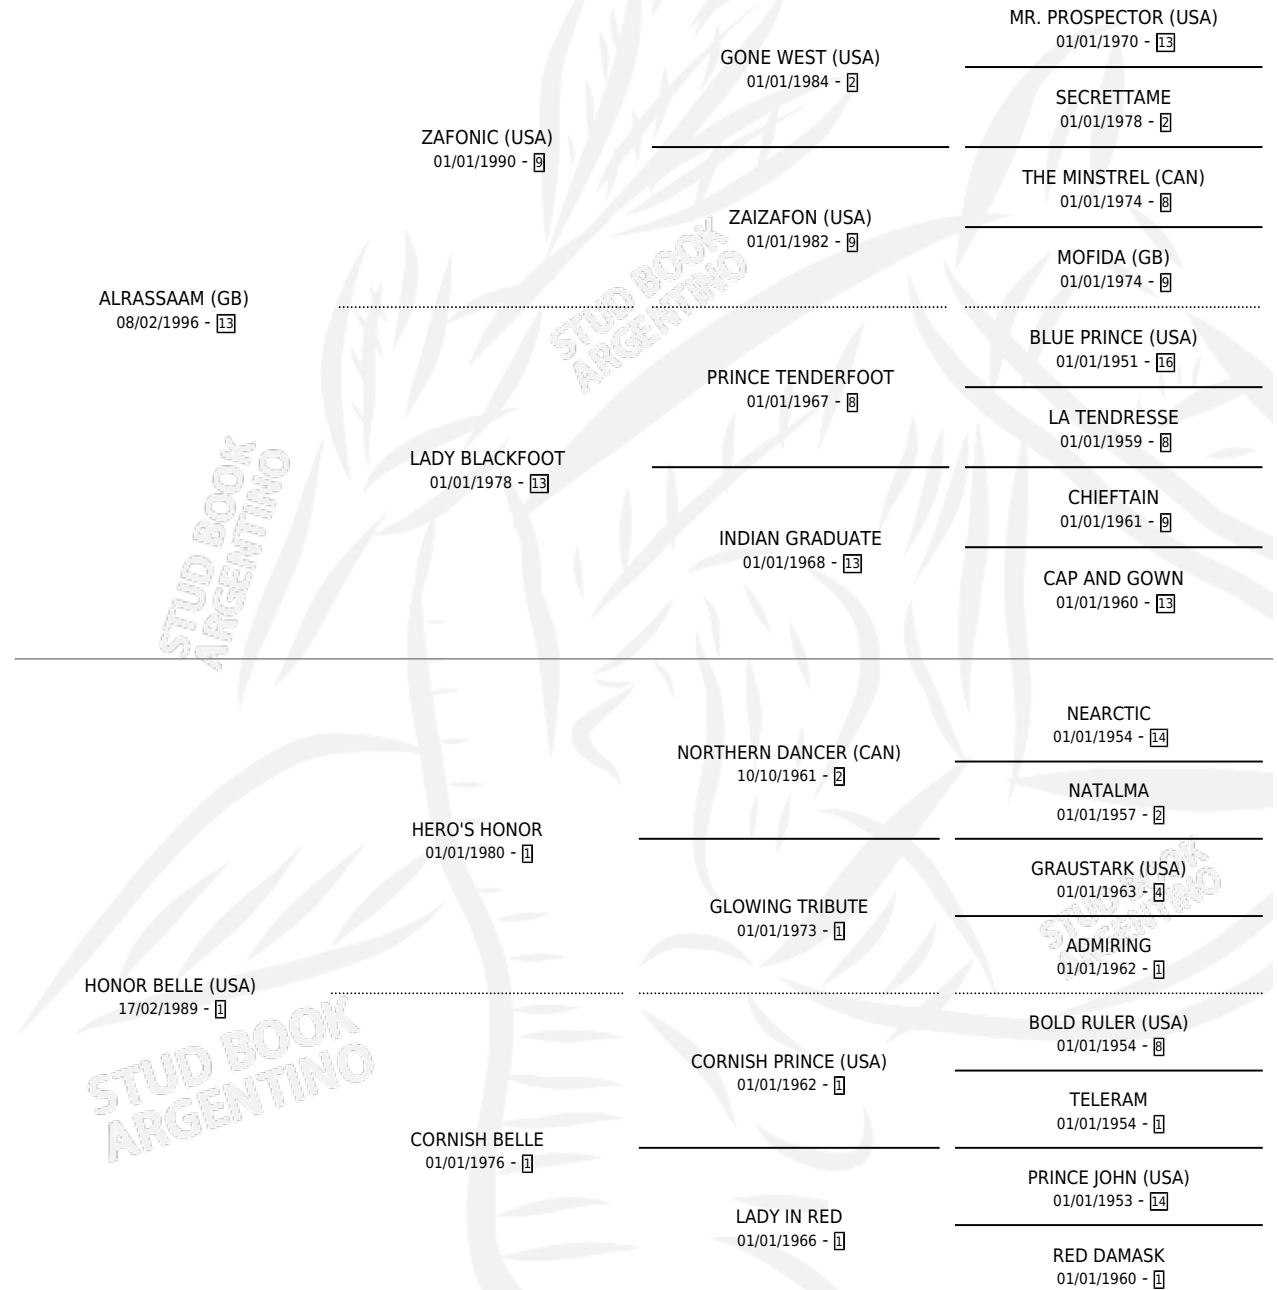 MR. PROSPECTOR (USA)
01/01/1970 - 13
GONE WEST (USA)
01/01/1984 - 2
SECRETTAME
01/01/1978 - 2
ZAFONIC (USA)
01/01/1990 - 9
THE MINSTREL (CAN)
01/01/1974 - 8
ZAIZAFON (USA)
01/01/1982 - 9
MOFIDA (GB)
01/01/1974 - 9
ALRASSAAM (GB)
08/02/1996 - 13
STUD BOOK
ARGENTINO
BLUE PRINCE (USA)
01/01/1951 - 16
PRINCE TENDERFOOT
01/01/1967 - 8
LA TENDRESSE
01/01/1959 - 8
LADY BLACKFOOT
01/01/1978 - 13
CHIEFTAIN
01/01/1961 - 9
INDIAN GRADUATE
01/01/1968 - 13
CAP AND GOWN
01/01/1960 - 13
STUD BOOK
ARGENTINO
NEARCTIC
01/01/1954 - 14
NORTHERN DANCER (CAN)
10/10/1961 - 2
NATALMA
01/01/1957 - 2
HERO'S HONOR
01/01/1980 - 1
GRAUSTARK (USA)
01/01/1963 - 4
GLOWING TRIBUTE
01/01/1973 - 1
STUD BOOK
ARGENTINO
ADMIRING
01/01/1962 - 1
HONOR BELLE (USA)
17/02/1989 - 1
STUD BOOK
ARGENTINO
BOLD RULER (USA)
01/01/1954 - 8
CORNISH PRINCE (USA)
01/01/1962 - 1
TELERAM
01/01/1954 - 1
CORNISH BELLE
01/01/1976 - 1
PRINCE JOHN (USA)
01/01/1953 - 14
LADY IN RED
01/01/1966 - 1
RED DAMASK
01/01/1960 - 1